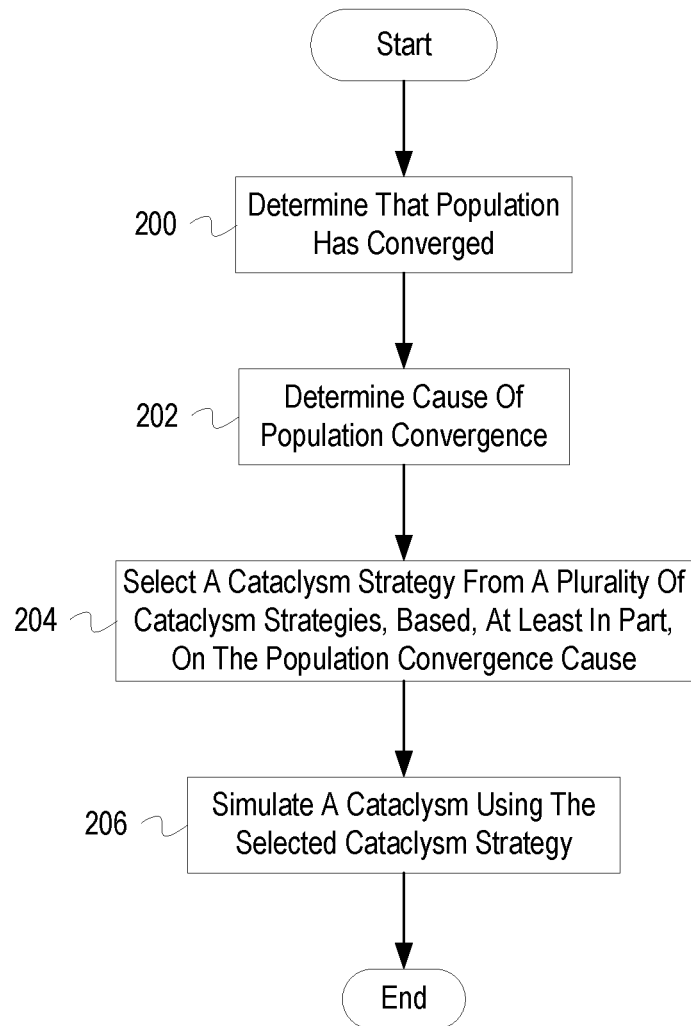 Start
200
Determine That Population
Has Converged
202
Determine Cause Of
Population Convergence
204
Select A Cataclysm Strategy From A Plurality Of
Cataclysm Strategies, Based, At Least In Part,
On The Population Convergence Cause
206
Simulate A Cataclysm Using The
Selected Cataclysm Strategy
End